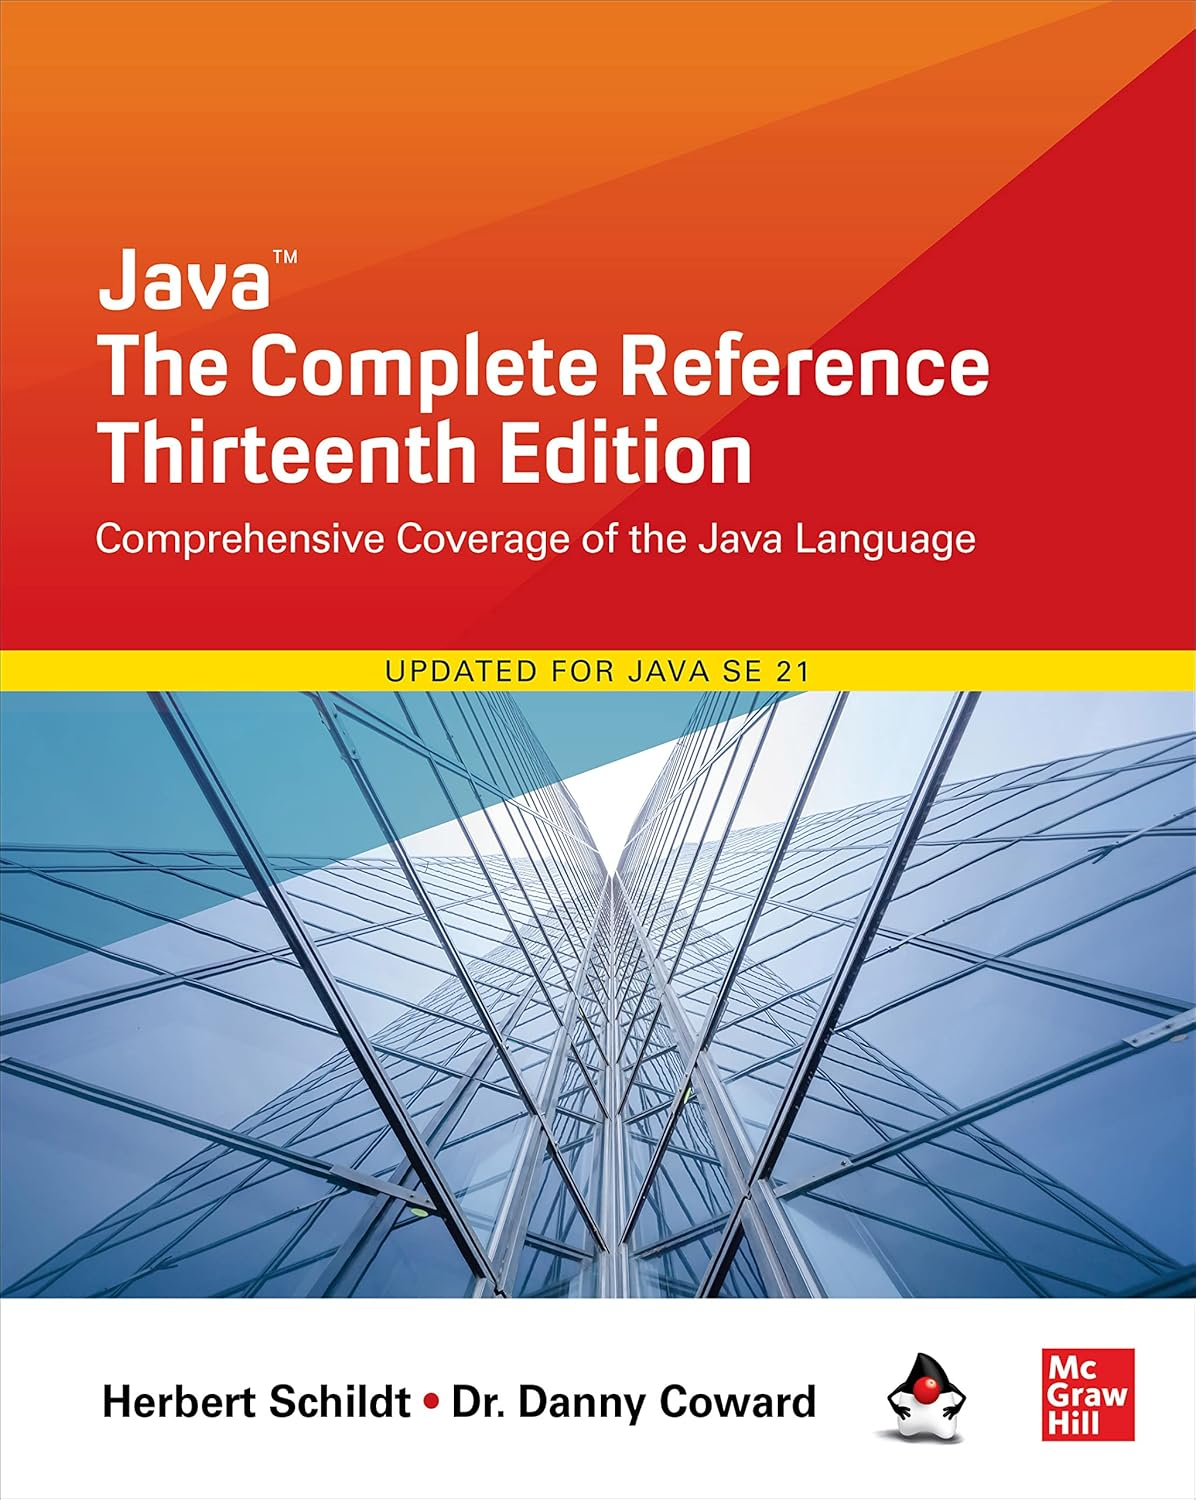 Java™
The Complete Reference
Thirteenth Edition
Comprehensive Coverage of the Java Language
UPDATED FOR JAVA SE 21
Herbert Schildt • Dr. Danny Coward
Mc
Graw
Hill